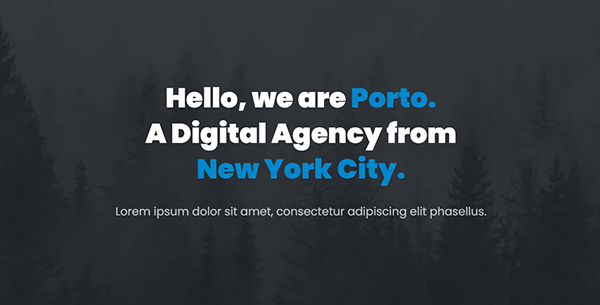 Hello, we are Porto.
A Digital Agency from
New York City.
Lorem ipsum dolor sit amet, consectetur adipiscing elit phasellus.